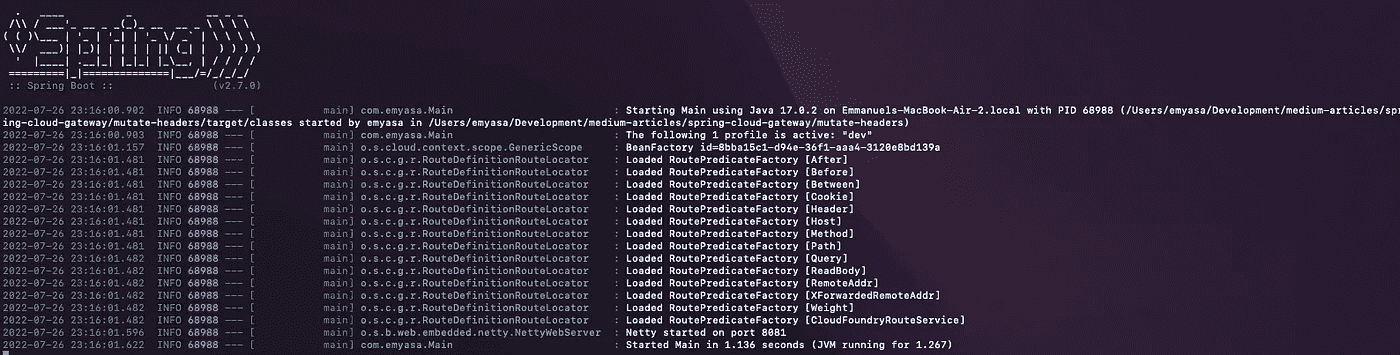 :: Spring Boot ::                (v2.7.0)
2022-07-26 23:16:00.902  INFO 68988 --- [           main] com.emyasa.Main                          : Starting Main using Java 17.0.2 on Emmanuels-MacBook-Air-2.local with PID 68988 (/Users/emyasa/Development/medium-articles/spr
ing-cloud-gateway/mutate-headers/target/classes started by emyasa in /Users/emyasa/Development/medium-articles/spring-cloud-gateway/mutate-headers)
2022-07-26 23:16:00.903  INFO 68988 --- [           main] com.emyasa.Main                          : The following 1 profile is active: "dev"
2022-07-26 23:16:01.157  INFO 68988 --- [           main] o.s.cloud.context.scope.GenericScope     : BeanFactory id=8bba15c1-d94e-36f1-aaa4-3120e8bd139a
2022-07-26 23:16:01.481  INFO 68988 --- [           main] o.s.c.g.r.RouteDefinitionRouteLocator    : Loaded RoutePredicateFactory [After]
2022-07-26 23:16:01.481  INFO 68988 --- [           main] o.s.c.g.r.RouteDefinitionRouteLocator    : Loaded RoutePredicateFactory [Before]
2022-07-26 23:16:01.481  INFO 68988 --- [           main] o.s.c.g.r.RouteDefinitionRouteLocator    : Loaded RoutePredicateFactory [Between]
2022-07-26 23:16:01.481  INFO 68988 --- [           main] o.s.c.g.r.RouteDefinitionRouteLocator    : Loaded RoutePredicateFactory [Cookie]
2022-07-26 23:16:01.481  INFO 68988 --- [           main] o.s.c.g.r.RouteDefinitionRouteLocator    : Loaded RoutePredicateFactory [Header]
2022-07-26 23:16:01.481  INFO 68988 --- [           main] o.s.c.g.r.RouteDefinitionRouteLocator    : Loaded RoutePredicateFactory [Host]
2022-07-26 23:16:01.481  INFO 68988 --- [           main] o.s.c.g.r.RouteDefinitionRouteLocator    : Loaded RoutePredicateFactory [Method]
2022-07-26 23:16:01.481  INFO 68988 --- [           main] o.s.c.g.r.RouteDefinitionRouteLocator    : Loaded RoutePredicateFactory [Path]
2022-07-26 23:16:01.482  INFO 68988 --- [           main] o.s.c.g.r.RouteDefinitionRouteLocator    : Loaded RoutePredicateFactory [Query]
2022-07-26 23:16:01.482  INFO 68988 --- [           main] o.s.c.g.r.RouteDefinitionRouteLocator    : Loaded RoutePredicateFactory [ReadBody]
2022-07-26 23:16:01.482  INFO 68988 --- [           main] o.s.c.g.r.RouteDefinitionRouteLocator    : Loaded RoutePredicateFactory [RemoteAddr]
2022-07-26 23:16:01.482  INFO 68988 --- [           main] o.s.c.g.r.RouteDefinitionRouteLocator    : Loaded RoutePredicateFactory [XForwardedRemoteAddr]
2022-07-26 23:16:01.482  INFO 68988 --- [           main] o.s.c.g.r.RouteDefinitionRouteLocator    : Loaded RoutePredicateFactory [Weight]
2022-07-26 23:16:01.482  INFO 68988 --- [           main] o.s.c.g.r.RouteDefinitionRouteLocator    : Loaded RoutePredicateFactory [CloudFoundryRouteService]
2022-07-26 23:16:01.596  INFO 68988 --- [           main] o.s.b.web.embedded.netty.NettyWebServer  : Netty started on port 8081
2022-07-26 23:16:01.622  INFO 68988 --- [           main] com.emyasa.Main                          : Started Main in 1.136 seconds (JVM running for 1.267)